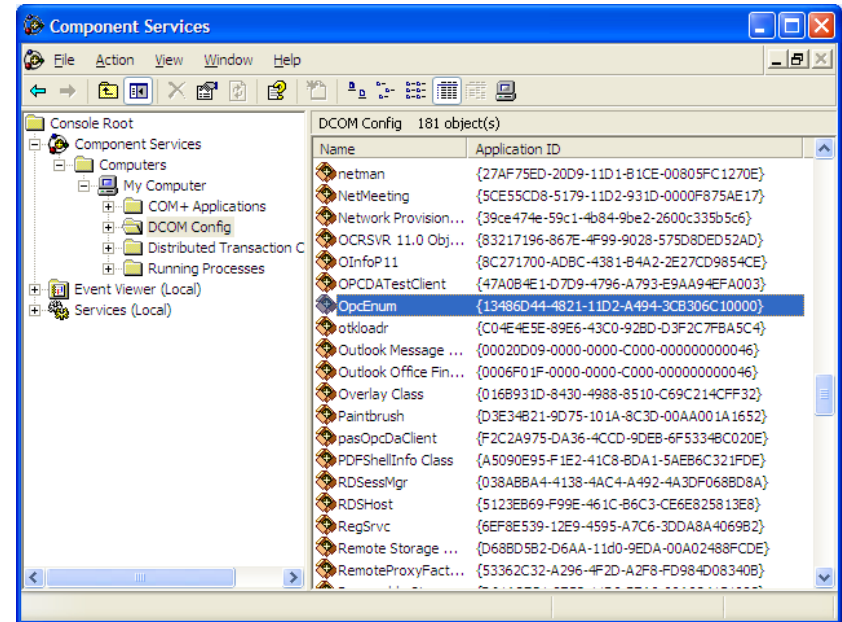 Component Services
File Action View Window Help
Console Root
Component Services
Computers
My Computer
COM+ Applications
DCOM Config
Distributed Transaction C
Running Processes
Event Viewer (Local)
Services (Local)
DCOM Config 181 object(s)
Name Application ID
netman {27AF75ED-20D9-11D1-B1CE-00805FC1270E}
NetMeeting {5CE55CD8-5179-11D2-931D-0000F875AE17}
Network Provision... {39ce474e-59c1-4b84-9be2-2600c335b5c6}
OCRSVR 11.0 Obj... {83217196-867E-4F99-9028-575D8DED52AD}
OInfoP11 {8C271700-ADBC-4381-B4A2-2E27CD9854CE}
OPCDATestClient {47A0B4E1-D7D9-4796-A793-E9AA94EFA003}
OpcEnum {13486D44-4821-11D2-A494-3CB306C10000}
otkloadr {C04E4E5E-89E6-43C0-92BD-D3F2C7FBA5C4}
Outlook Message ... {00020D09-0000-0000-C000-000000000046}
Outlook Office Fin... {0006F01F-0000-0000-C000-000000000046}
Overlay Class {016B931D-8430-4988-8510-C69C214CFF32}
Paintbrush {D3E34B21-9D75-101A-8C3D-00AA001A1652}
pasOpcDaClient {F2C2A975-DA36-4CCD-9DEB-6F5334BC020E}
PDFShellInfo Class {A5090E95-F1E2-41C8-BDA1-5AEB6C321FDE}
RDSessMgr {038ABBA4-4138-4AC4-A492-4A3DF068BD8A}
RDSHost {5123EB69-F99E-461C-B6C3-CE6E825813E8}
RegSrvc {6EF8E539-12E9-4595-A7C6-3DDA8A4069B2}
Remote Storage ... {D68BD5B2-D6AA-11d0-9EDA-00A02488FCDE}
RemoteProxyFact... {53362C32-A296-4F2D-A2F8-FD984D08340B}